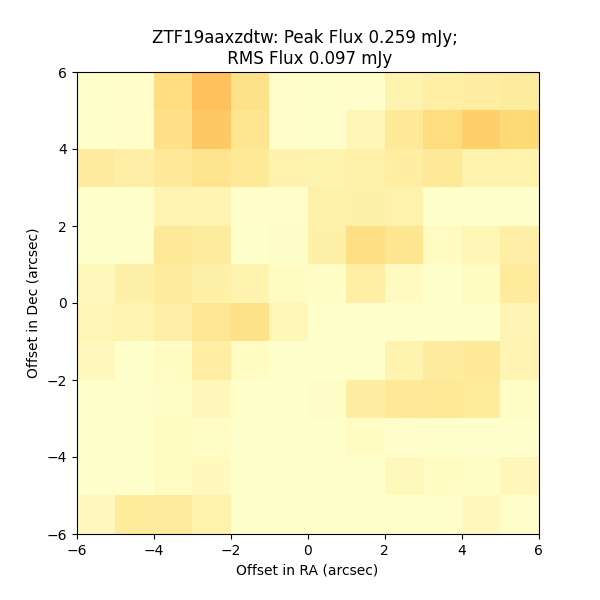 ZTF19aaxzdtw: Peak Flux 0.259 mJy;
RMS Flux 0.097 mJy
6
4
2
0
−2
−4
−6
Offset in Dec (arcsec)
−6 −4 −2 0 2 4 6
Offset in RA (arcsec)